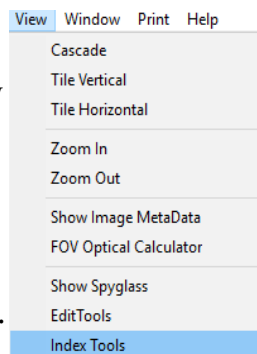 View Window Print Help
Cascade
Tile Vertical
Tile Horizontal
Zoom In
Zoom Out
Show Image MetaData
FOV Optical Calculator
Show Spyglass
EditTools
Index Tools